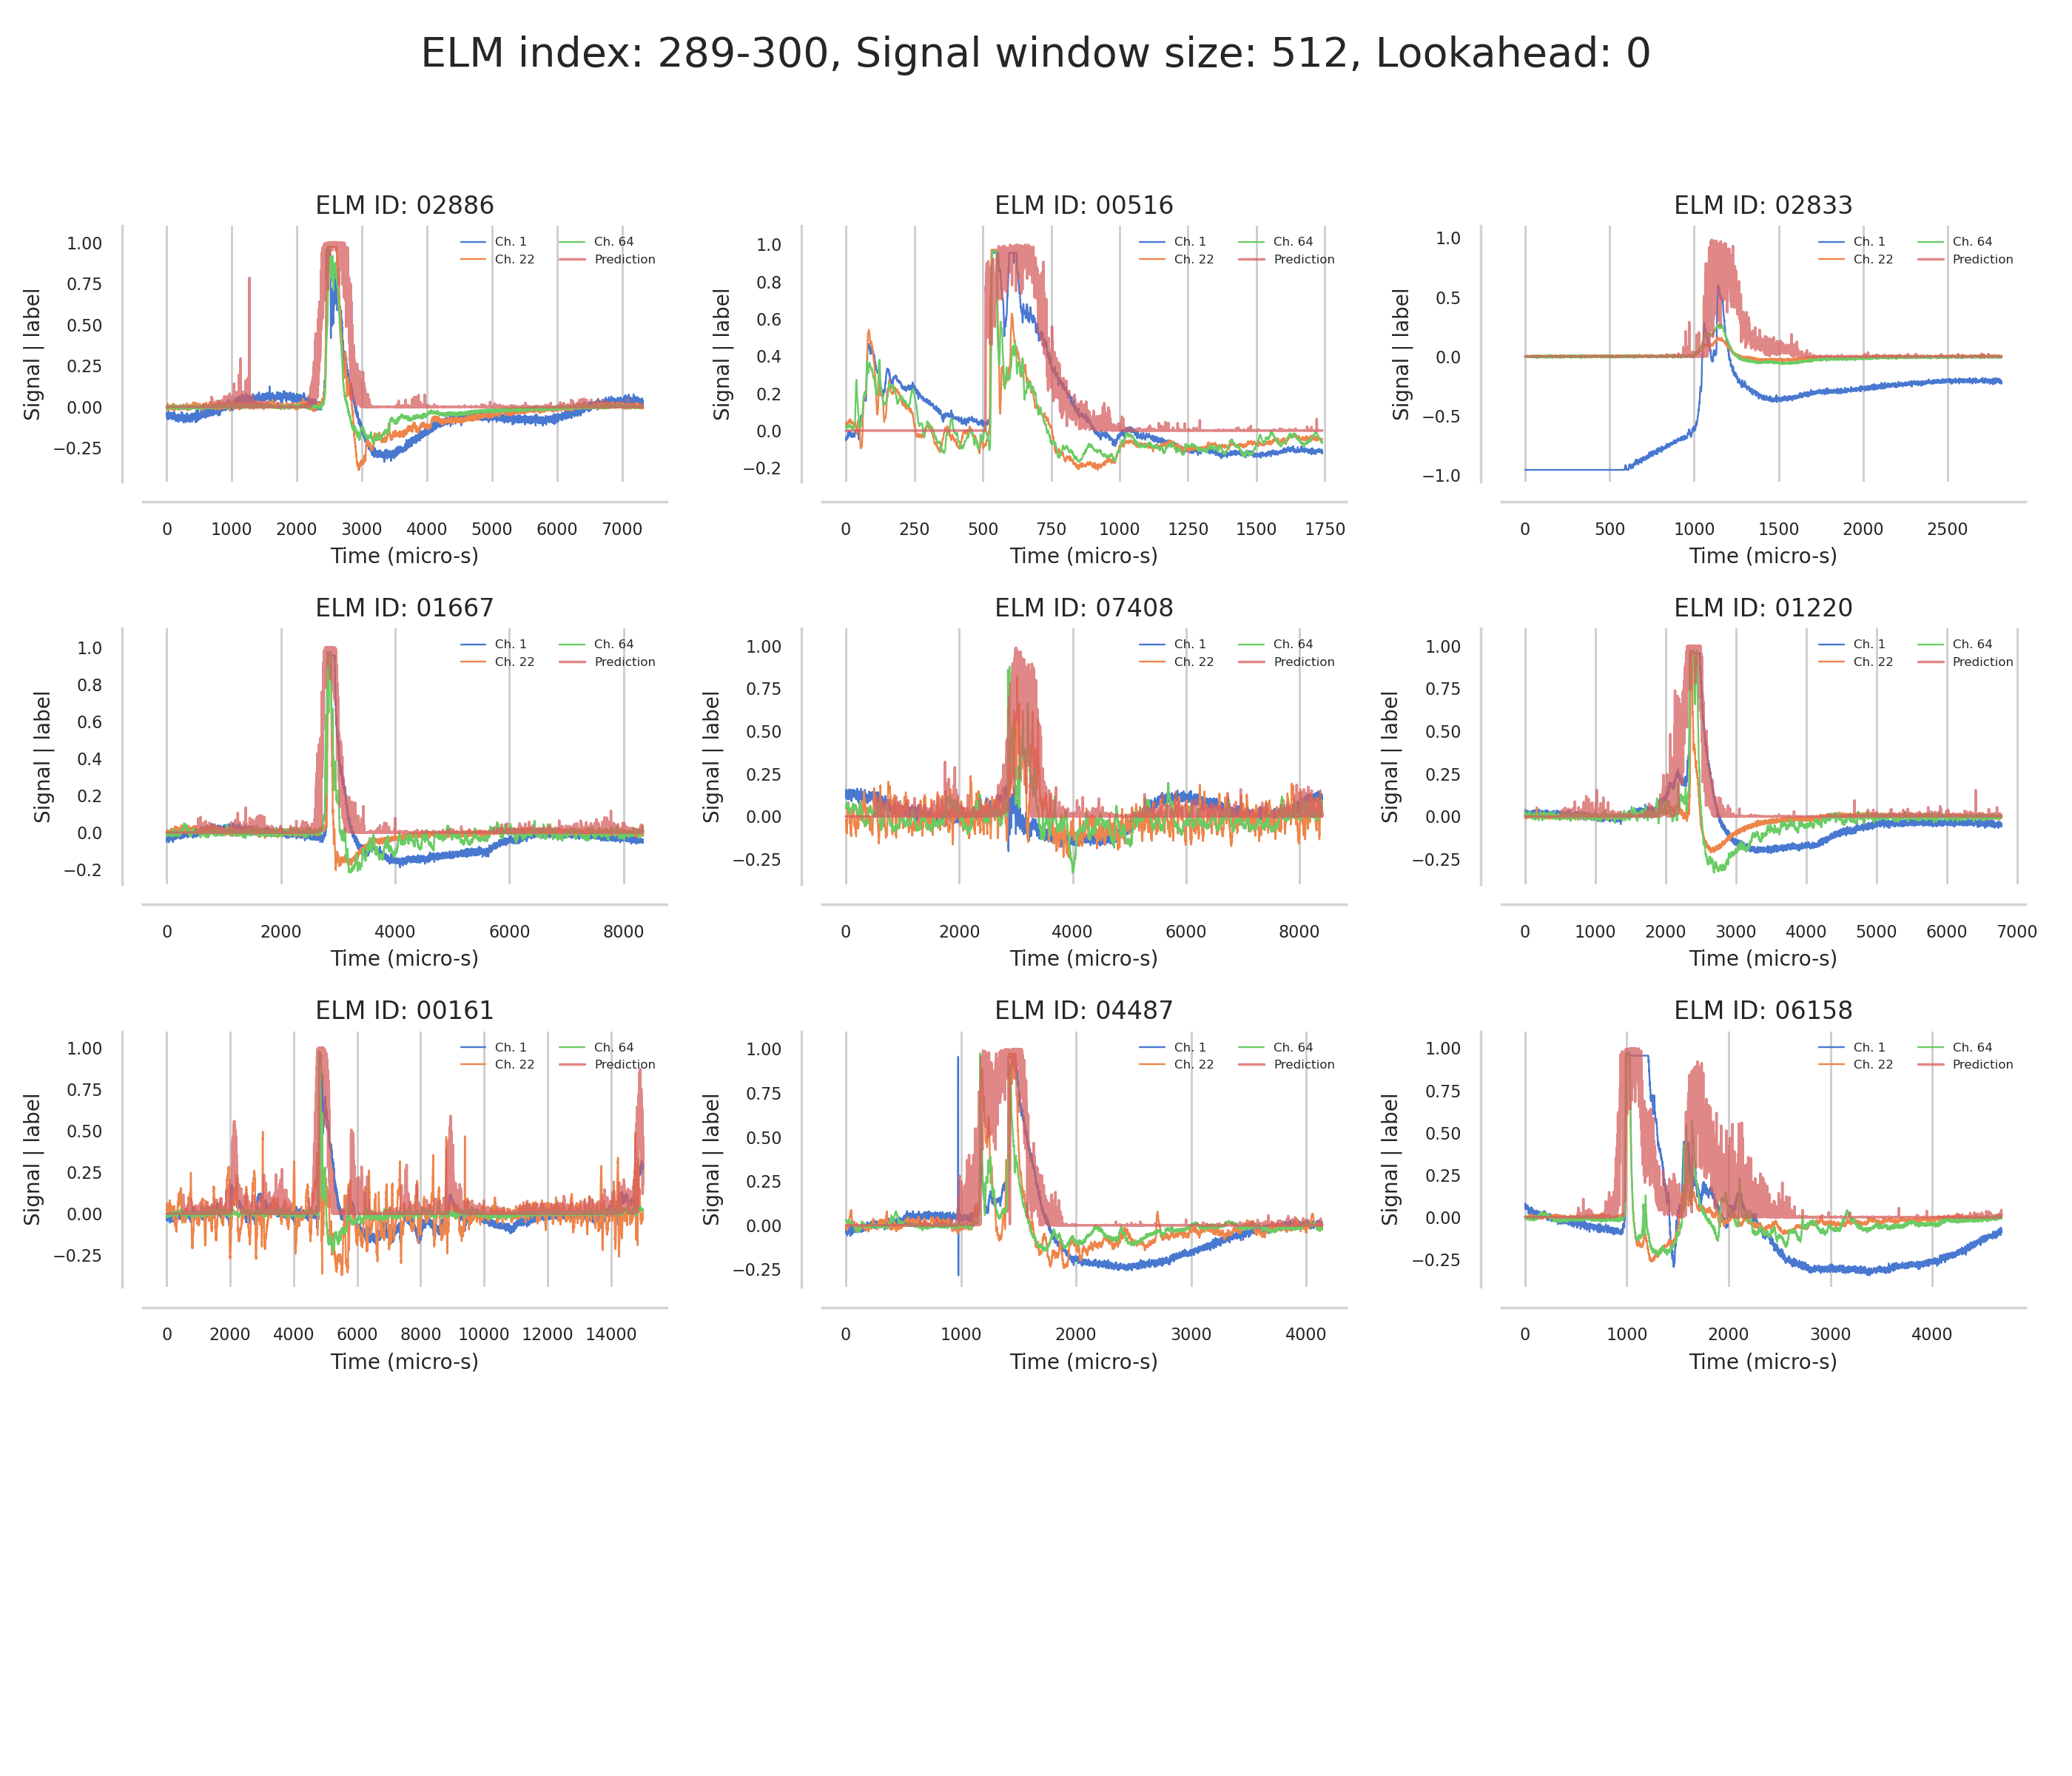 ELM index: 289-300, Signal window size: 512, Lookahead: 0
ELM ID: 02886
Signal | label
1.00
0.75
0.50
0.25
0.00
−0.25
Ch. 1
Ch. 22
Ch. 64
Prediction
0 1000 2000 3000 4000 5000 6000 7000
Time (micro-s)
ELM ID: 00516
Signal | label
1.0
0.8
0.6
0.4
0.2
0.0
−0.2
Ch. 1
Ch. 22
Ch. 64
Prediction
0 250 500 750 1000 1250 1500 1750
Time (micro-s)
ELM ID: 02833
Signal | label
1.0
0.5
0.0
−0.5
−1.0
Ch. 1
Ch. 22
Ch. 64
Prediction
0 500 1000 1500 2000 2500
Time (micro-s)
ELM ID: 01667
Signal | label
1.0
0.8
0.6
0.4
0.2
0.0
−0.2
Ch. 1
Ch. 22
Ch. 64
Prediction
0 2000 4000 6000 8000
Time (micro-s)
ELM ID: 07408
Signal | label
1.00
0.75
0.50
0.25
0.00
−0.25
Ch. 1
Ch. 22
Ch. 64
Prediction
0 2000 4000 6000 8000
Time (micro-s)
ELM ID: 01220
Signal | label
1.00
0.75
0.50
0.25
0.00
−0.25
Ch. 1
Ch. 22
Ch. 64
Prediction
0 1000 2000 3000 4000 5000 6000 7000
Time (micro-s)
ELM ID: 00161
Signal | label
1.00
0.75
0.50
0.25
0.00
−0.25
Ch. 1
Ch. 22
Ch. 64
Prediction
0 2000 4000 6000 8000 10000 12000 14000
Time (micro-s)
ELM ID: 04487
Signal | label
1.00
0.75
0.50
0.25
0.00
−0.25
Ch. 1
Ch. 22
Ch. 64
Prediction
0 1000 2000 3000 4000
Time (micro-s)
ELM ID: 06158
Signal | label
1.00
0.75
0.50
0.25
0.00
−0.25
Ch. 1
Ch. 22
Ch. 64
Prediction
0 1000 2000 3000 4000
Time (micro-s)